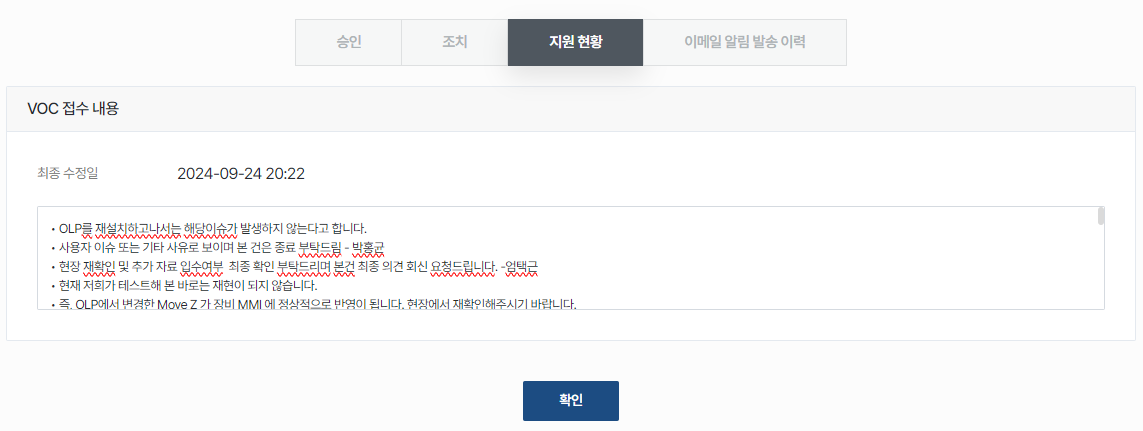 승인
조치
지원 현황
이메일 알림 발송 이력
VOC 접수 내용
최종 수정일
2024-09-24 20:22
• OLP를 재설치하고나서는 해당이슈가 발생하지 않는다고 합니다.
• 사용자 이슈 또는 기타 사유로 보이며 본 건은 종료 부탁드림 - 박홍균
• 현장 재확인 및 추가 자료 입수여부 최종 확인 부탁드리며 본건 최종 의견 회신 요청드립니다. -엄택근
• 현재 저희가 테스트해 본 바로는 재현이 되지 않습니다.
• 즉, OLP에서 변경한 Move Z 가 장비 MMI 에 정상적으로 반영이 됩니다. 현장에서 재확인해주시기 바랍니다.
확인